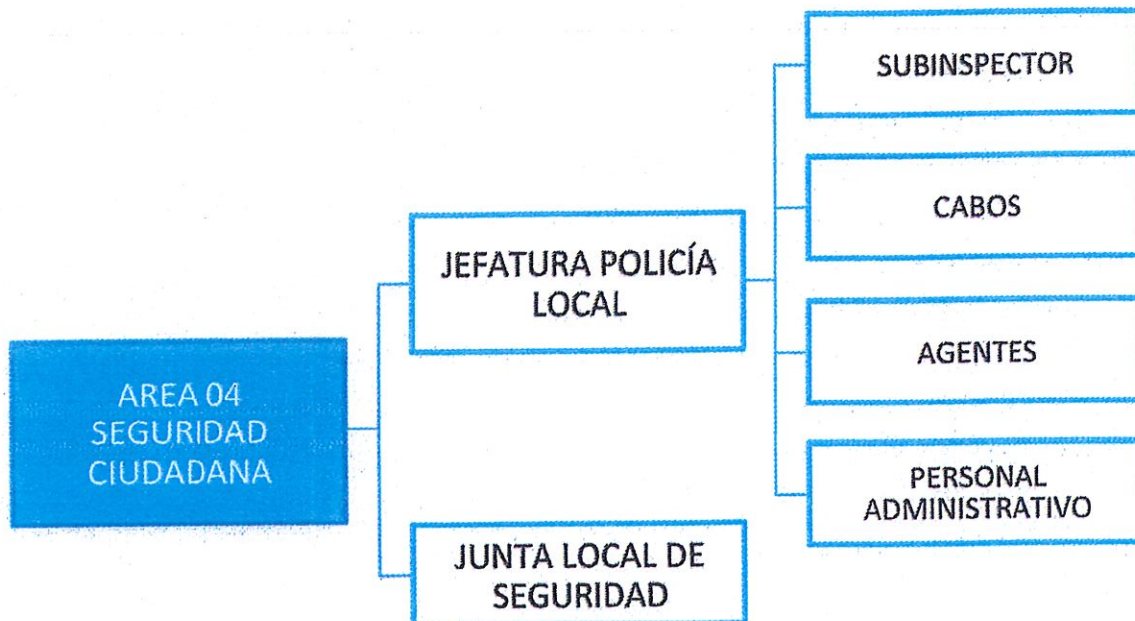 AREA 04
SEGURIDAD
CIUDADANA
JEFATURA POLICÍA
LOCAL
JUNTA LOCAL DE
SEGURIDAD
SUBINSPECTOR
CABOS
AGENTES
PERSONAL
ADMINISTRATIVO